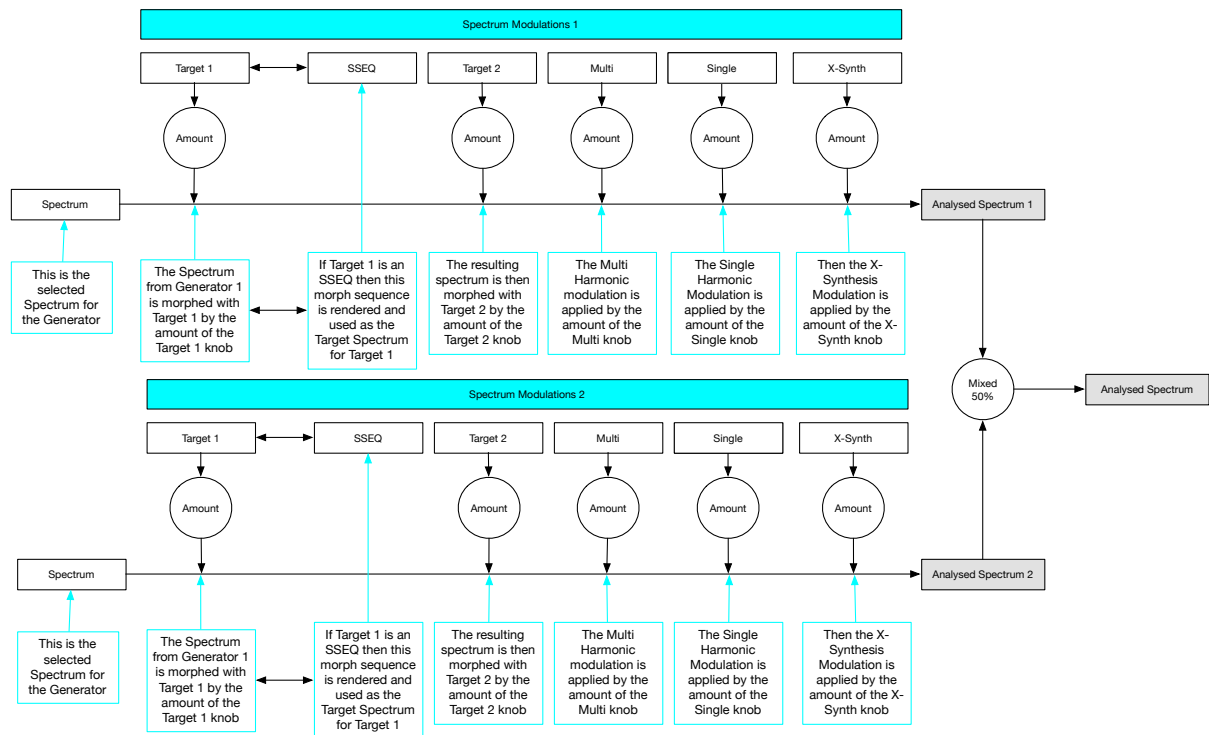 Spectrum Modulations 1
Target 1
SSEQ
Target 2
Multi
Single
X-Synth
Amount
Amount
Amount
Amount
Amount
Spectrum
Analysed Spectrum 1
This is the
selected
Spectrum for
the Generator
The Spectrum
from Generator 1
is morphed with
Target 1 by the
amount of the
Target 1 knob
If Target 1 is an
SSEQ then this
morph sequence
is rendered and
used as the
Target Spectrum
for Target 1
The resulting
spectrum is then
morphed with
Target 2 by the
amount of the
Target 2 knob
The Multi
Harmonic
modulation is
applied by the
amount of the
Multi knob
The Single
Harmonic
Modulation is
applied by the
amount of the
Single knob
Then the X-
Synthesis
Modulation is
applied by the
amount of the X-
Synth knob
Mixed
50%
Analysed Spectrum
Spectrum Modulations 2
Target 1
SSEQ
Target 2
Multi
Single
X-Synth
Amount
Amount
Amount
Amount
Amount
Spectrum
Analysed Spectrum 2
This is the
selected
Spectrum for
the Generator
The Spectrum
from Generator 1
is morphed with
Target 1 by the
amount of the
Target 1 knob
If Target 1 is an
SSEQ then this
morph sequence
is rendered and
used as the
Target Spectrum
for Target 1
The resulting
spectrum is then
morphed with
Target 2 by the
amount of the
Target 2 knob
The Multi
Harmonic
modulation is
applied by the
amount of the
Multi knob
The Single
Harmonic
Modulation is
applied by the
amount of the
Single knob
Then the X-
Synthesis
Modulation is
applied by the
amount of the X-
Synth knob